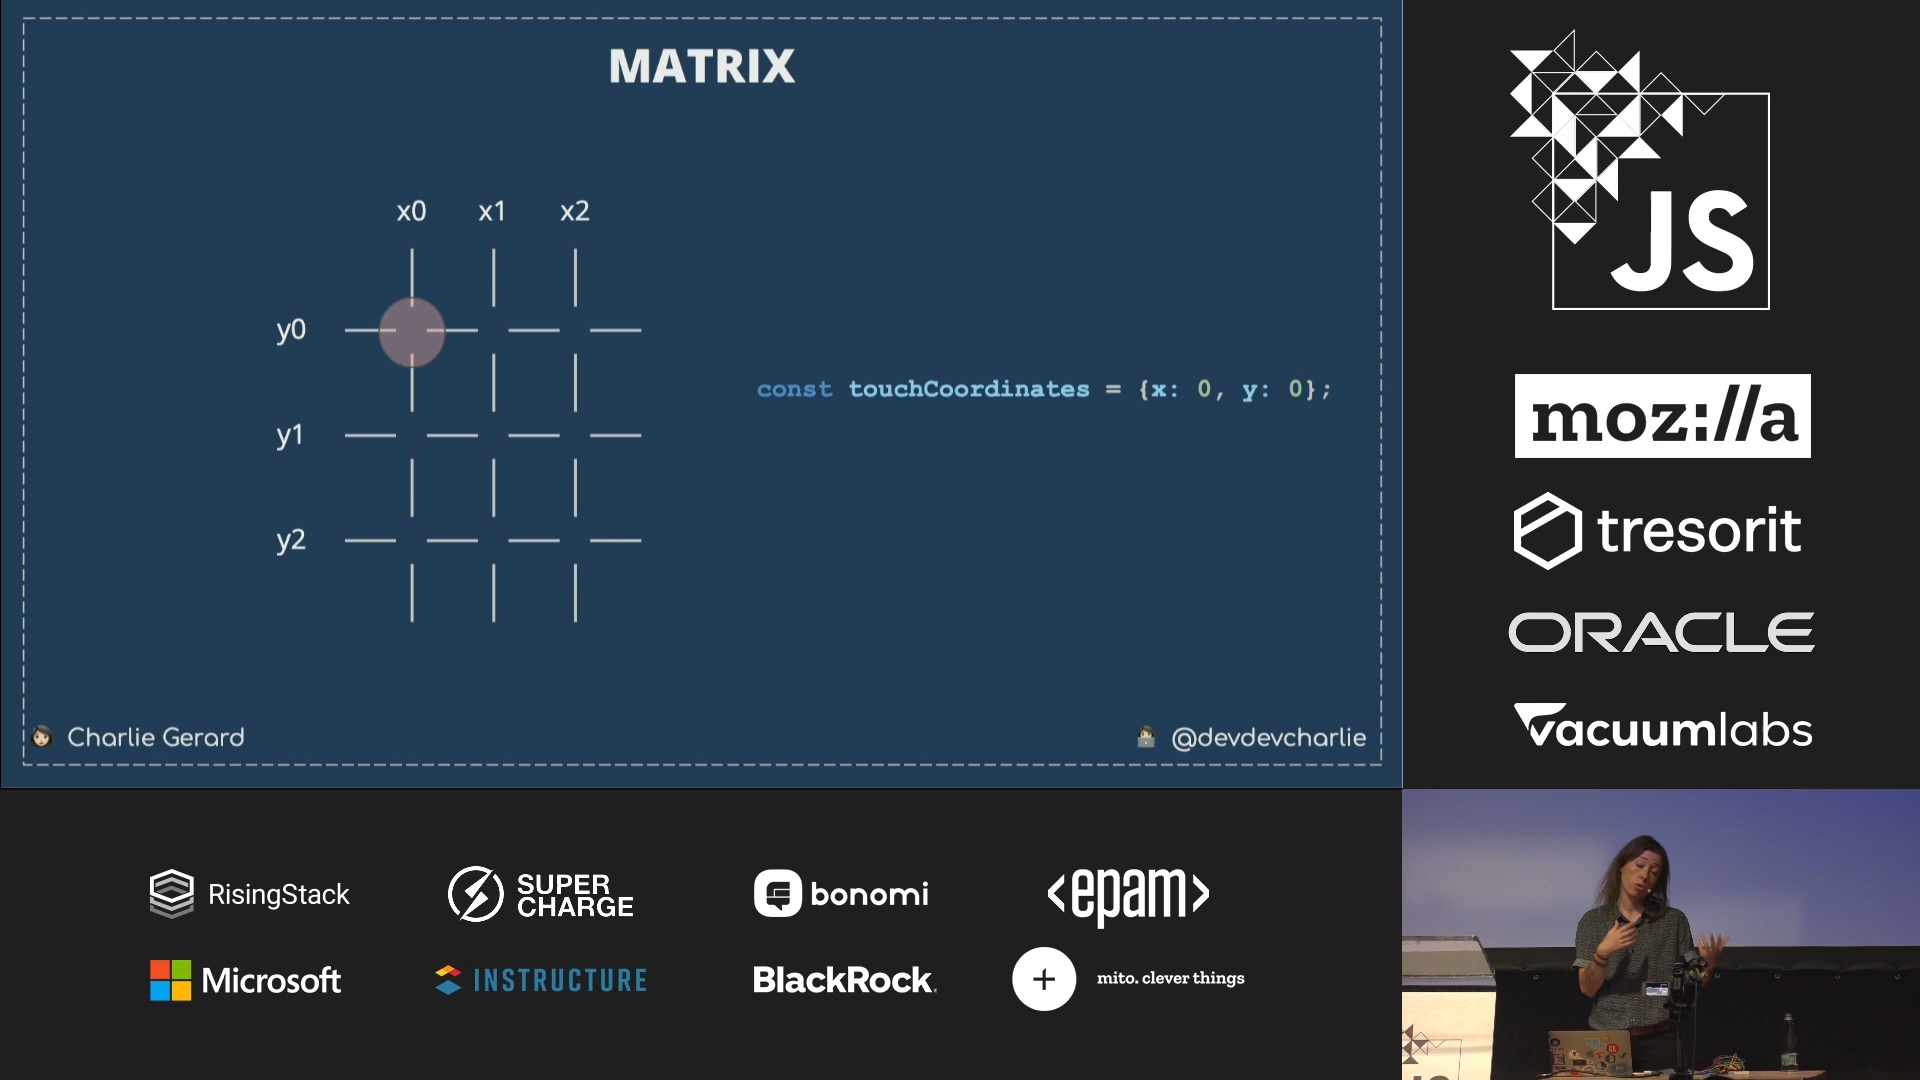 MATRIX
x0 x1 x2
y0
y1
y2
const touchCoordinates = {x: 0, y: 0};
Charlie Gerard
@devdevcharlie
JS
moz://a
tresorit
ORACLE
vacuumlabs
RisingStack
SUPER
CHARGE
bonomi
<epam>
Microsoft
INSTRUCTURE
BlackRock.
+
mito. clever things